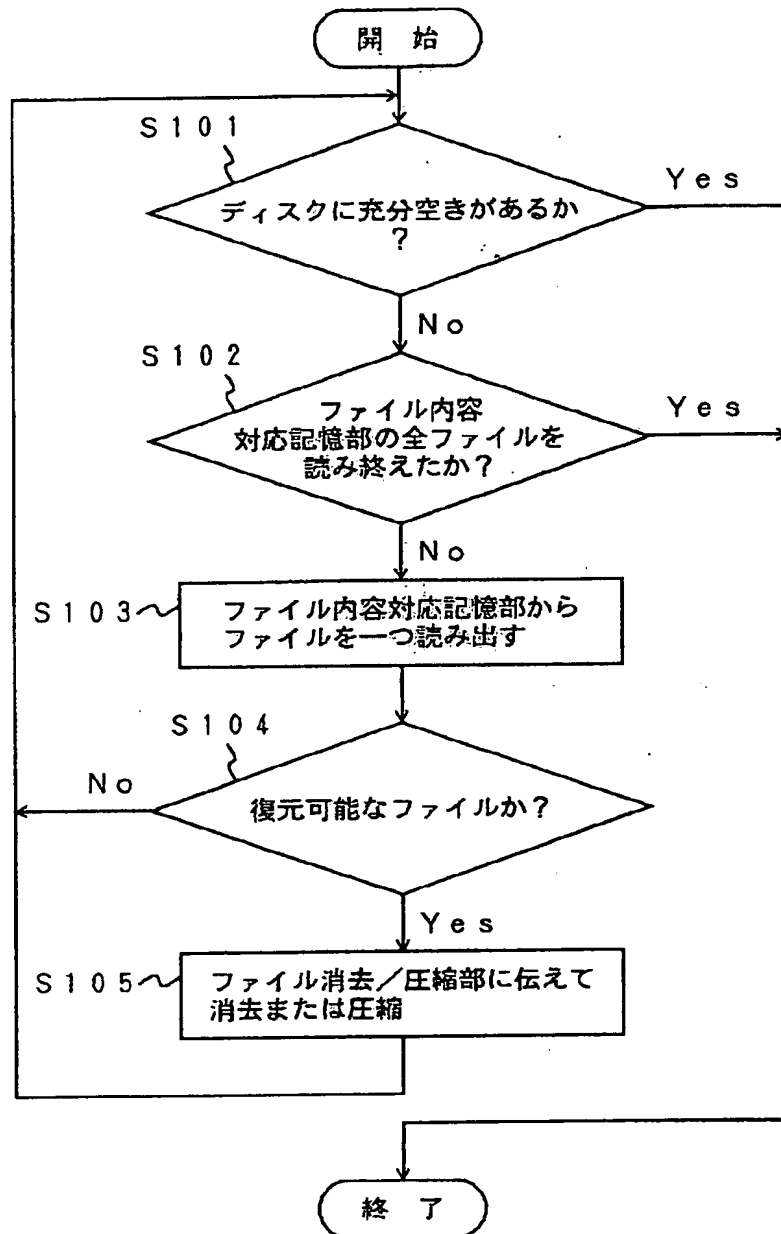 開 始
S101
ディスクに充分空きがあるか
?
Yes
No
S102
ファイル内容
対応記憶部の全ファイルを
読み終えたか?
Yes
No
S103
ファイル内容対応記憶部から
ファイルを一つ読み出す
S104
復元可能なファイルか?
No
Yes
S105
ファイル消去/圧縮部に伝えて
消去または圧縮
終 了